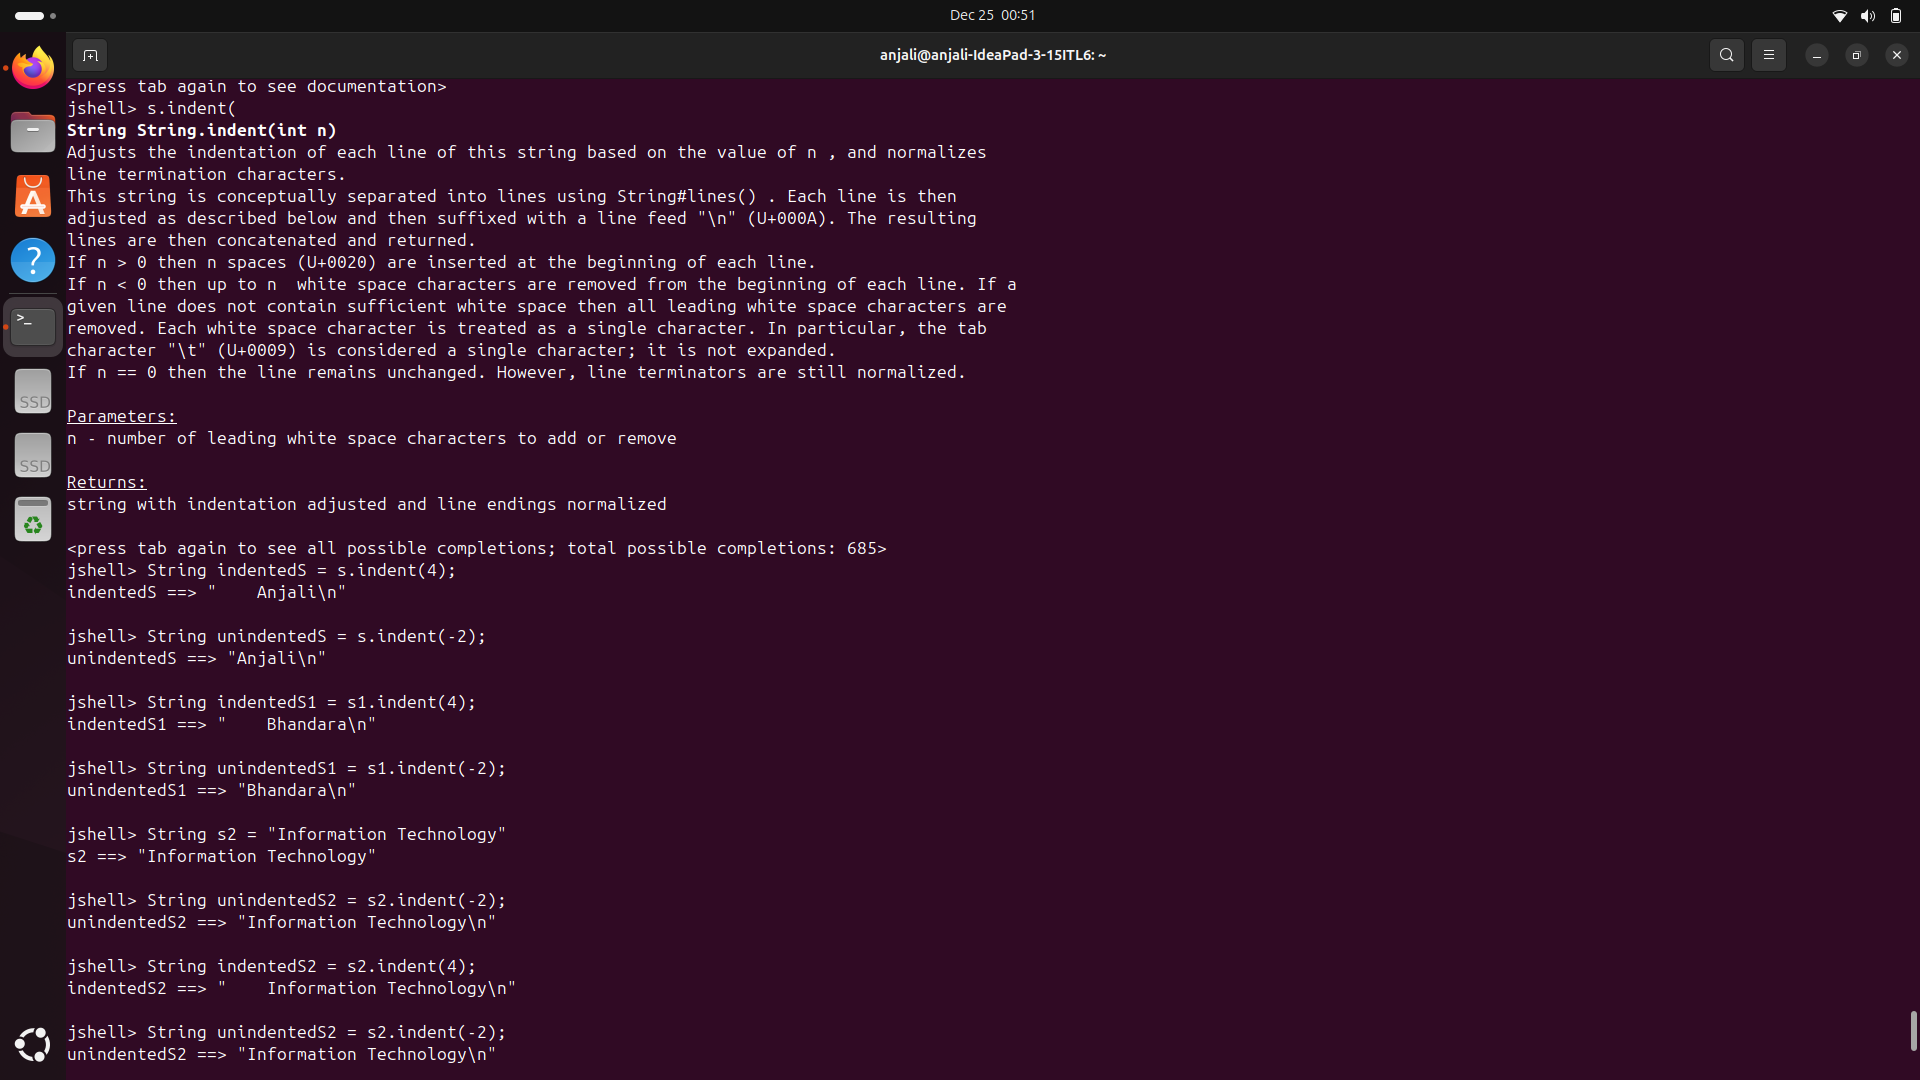 Dec 25 00:51
anjali@anjali-IdeaPad-3-15ITL6: ~
<press tab again to see documentation>
jshell> s.indent(
String String.indent(int n)
Adjusts the indentation of each line of this string based on the value of n , and normalizes
line termination characters.
This string is conceptually separated into lines using String#lines() . Each line is then
adjusted as described below and then suffixed with a line feed "\n" (U+000A). The resulting
lines are then concatenated and returned.
If n > 0 then n spaces (U+0020) are inserted at the beginning of each line.
If n < 0 then up to n  white space characters are removed from the beginning of each line. If a
given line does not contain sufficient white space then all leading white space characters are
removed. Each white space character is treated as a single character. In particular, the tab
character "\t" (U+0009) is considered a single character; it is not expanded.
If n == 0 then the line remains unchanged. However, line terminators are still normalized.
Parameters:
n - number of leading white space characters to add or remove
Returns:
string with indentation adjusted and line endings normalized
<press tab again to see all possible completions; total possible completions: 685>
jshell> String indentedS = s.indent(4);
indentedS ==> "    Anjali\n"
jshell> String unindentedS = s.indent(-2);
unindentedS ==> "Anjali\n"
jshell> String indentedS1 = s1.indent(4);
indentedS1 ==> "    Bhandara\n"
jshell> String unindentedS1 = s1.indent(-2);
unindentedS1 ==> "Bhandara\n"
jshell> String s2 = "Information Technology"
s2 ==> "Information Technology"
jshell> String unindentedS2 = s2.indent(-2);
unindentedS2 ==> "Information Technology\n"
jshell> String indentedS2 = s2.indent(4);
indentedS2 ==> "    Information Technology\n"
jshell> String unindentedS2 = s2.indent(-2);
unindentedS2 ==> "Information Technology\n"
SSD
SSD